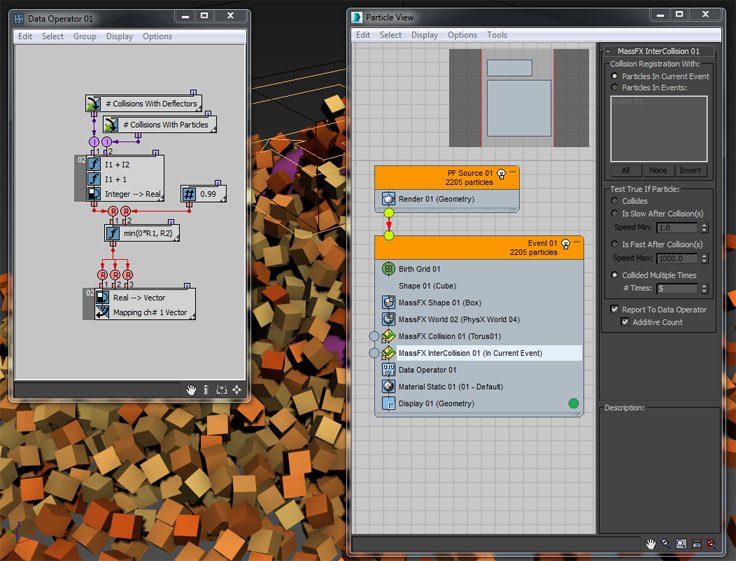 Data Operator 01
Edit Select Group Display Options
# Collisions With Deflectors
# Collisions With Particles
I I
1 2
02
I1 + I2
I1 + 1
Integer --> Real
0.99
R R
1 2
min(0*R1, R2)
R R R
1 2 3
02
Real --> Vector
Mapping ch# 1 Vector
Particle View
Edit Select Display Options Tools
PF Source 01
2205 particles
Render 01 (Geometry)
Event 01
2205 particles
Birth Grid 01
Shape 01 (Cube)
MassFX Shape 01 (Box)
MassFX World 02 (PhysX World 04)
MassFX Collision 01 (Torus01)
MassFX InterCollision 01 (In Current Event)
Data Operator 01
Material Static 01 (01 - Default)
Display 01 (Geometry)
- MassFX InterCollision 01
Collision Registration With:
Particles In Current Event
Particles In Events:
Event 01
All None Invert
Test True If Particle:
Collides
Is Slow After Collision(s)
Speed Min: 1.0
Is Fast After Collision(s)
Speed Max: 1000.0
Collided Multiple Times
# Times: 5
Report To Data Operator
Additive Count
Description: